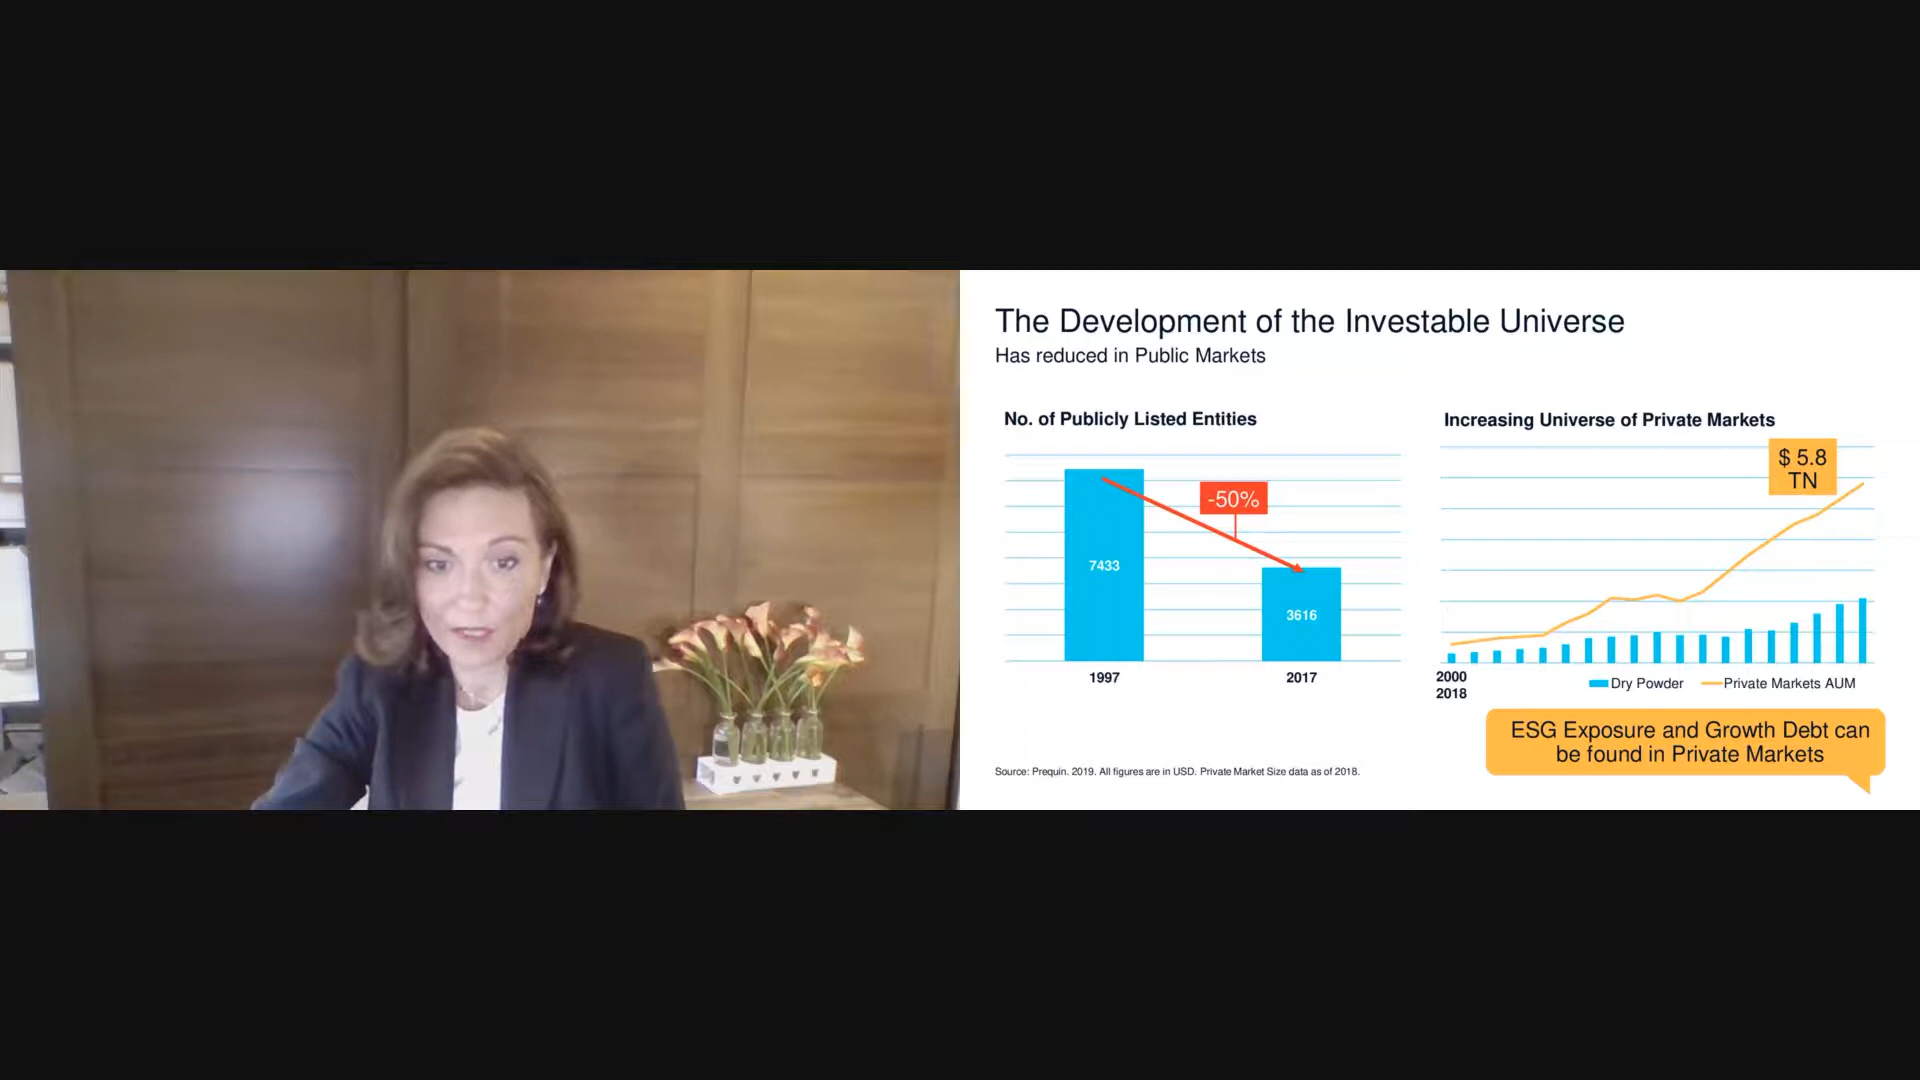 The Development of the Investable Universe
Has reduced in Public Markets
No. of Publicly Listed Entities
-50%
7433
3616
1997
2017
Increasing Universe of Private Markets
$ 5.8
TN
2000
2018
Dry Powder
Private Markets AUM
ESG Exposure and Growth Debt can
be found in Private Markets
Source: Prequin. 2019. All figures are in USD. Private Market Size data as of 2018.